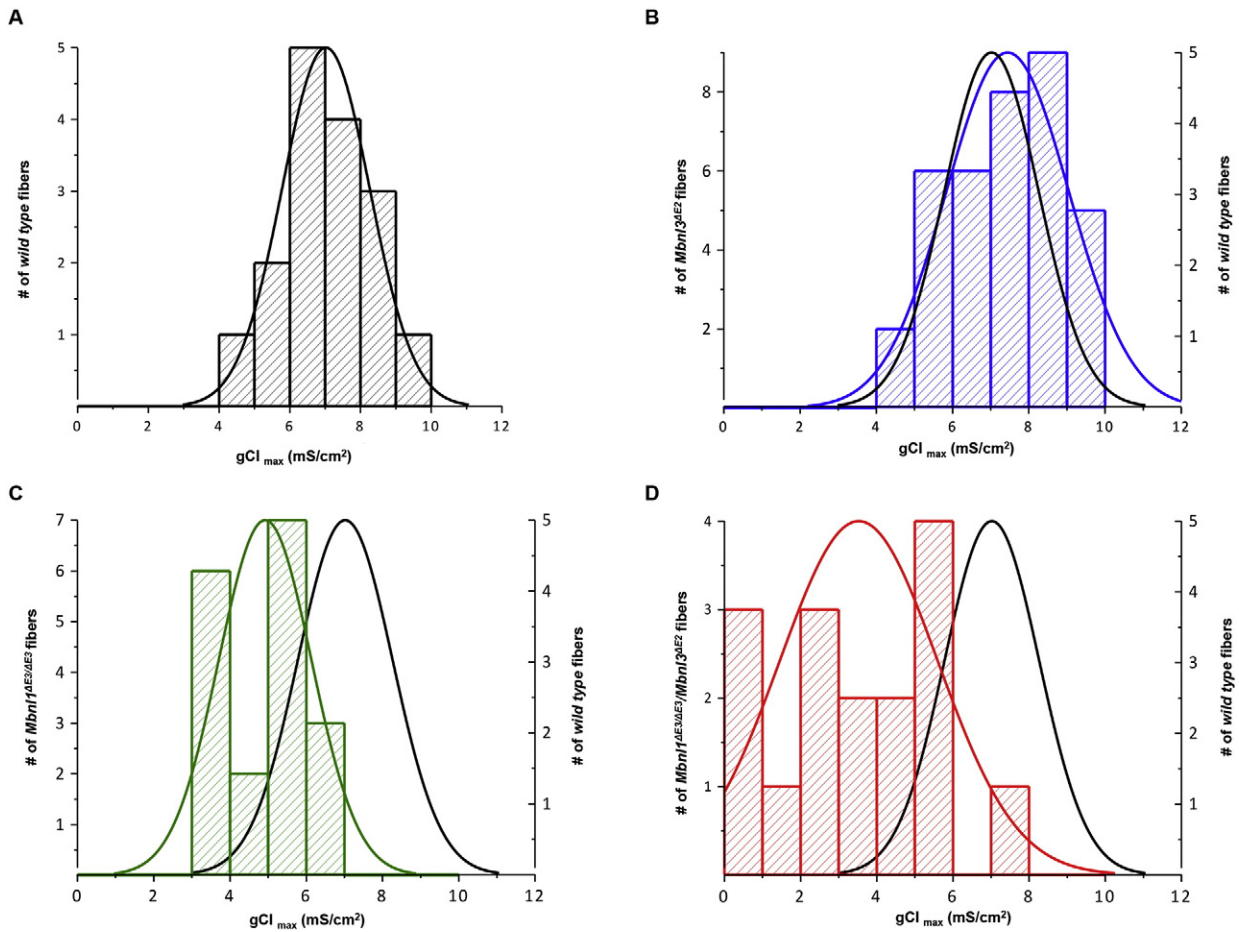 A
5
4
3
2
1
0 2 4 6 8 10 12
# of wild type fibers
gCl max (mS/cm²)
B
8
6
4
2
5
4
3
2
1
0 2 4 6 8 10 12
# of Mbnl3ΔE2 fibers
# of wild type fibers
gCl max (mS/cm²)
C
7
6
5
4
3
2
1
5
4
3
2
1
0 2 4 6 8 10 12
# of Mbnl1ΔE3/ΔE3 fibers
# of wild type fibers
gCl max (mS/cm²)
D
4
3
2
1
5
4
3
2
1
0 2 4 6 8 10 12
# of Mbnl1ΔE3/ΔE3/Mbnl3ΔE2 fibers
# of wild type fibers
gCl max (mS/cm²)